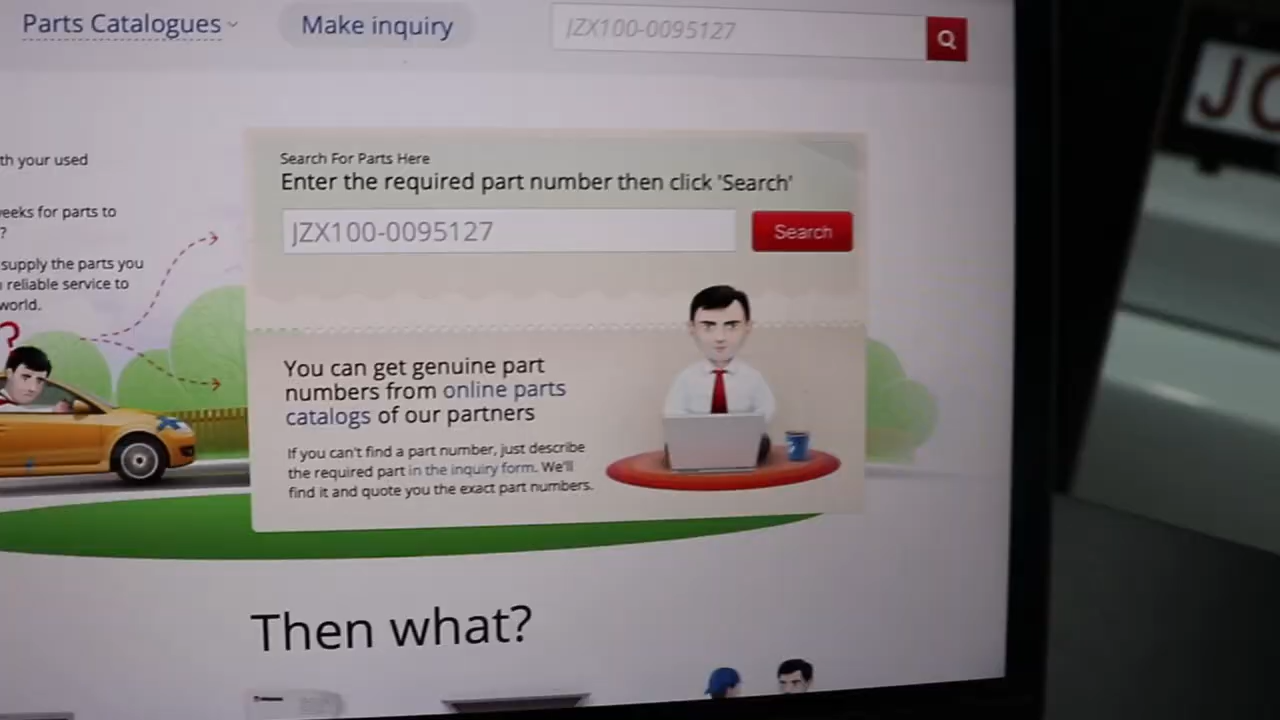 Parts Catalogues
Make inquiry
JZX100-0095127
th your used
eeks for parts to
?
supply the parts you
reliable service to
world.
?
Search For Parts Here
Enter the required part number then click 'Search'
JZX100-0095127
Search
You can get genuine part
numbers from online parts
catalogs of our partners
If you can't find a part number, just describe
the required part in the inquiry form. We'll
find it and quote you the exact part numbers.
Then what?